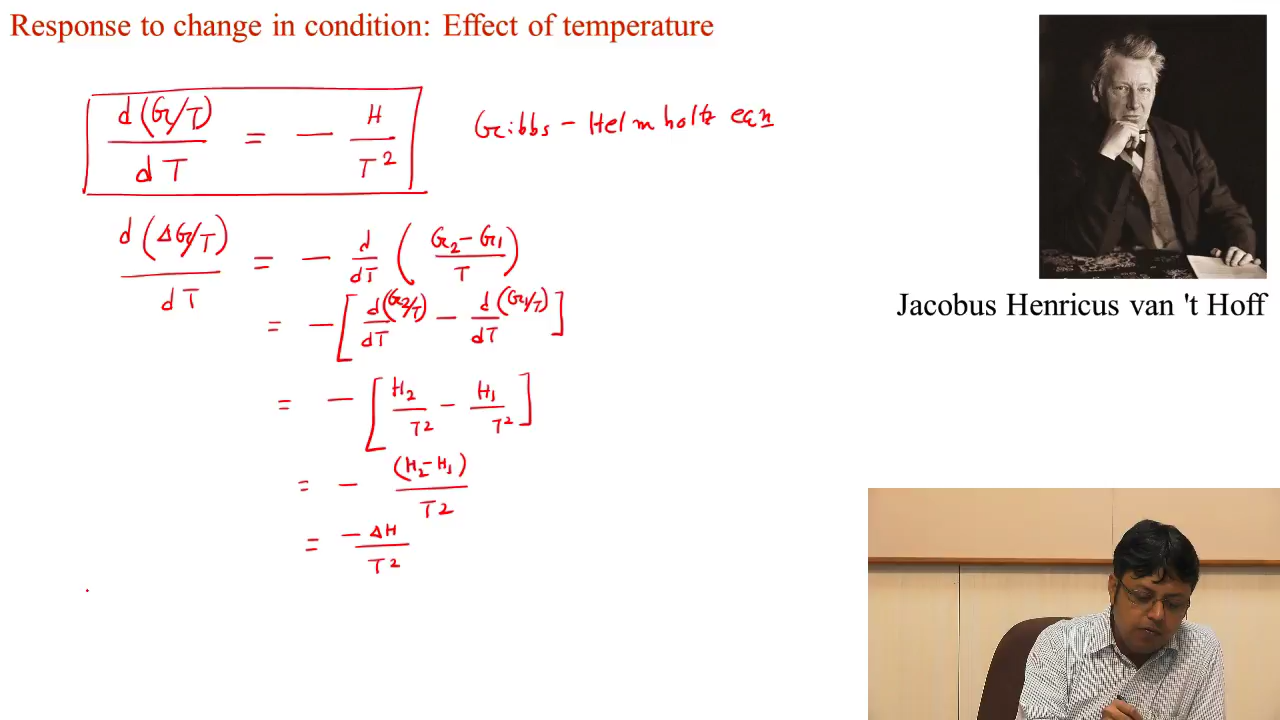 Response to change in condition: Effect of temperature
d(G/T)/dT = - H/T² Gibbs - Helmholtz eqn
d(ΔG/T)/dT = - d/dT (G₂-G₁/T)
= -[d(G₂/T)/dT - d(G₁/T)/dT]
= -[H₂/T² - H₁/T²]
= - (H₂-H₁)/T²
= -ΔH/T²
Jacobus Henricus van 't Hoff